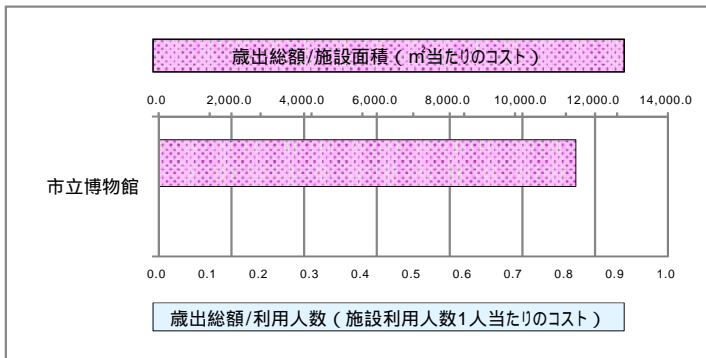 歳出総額/施設面積（㎡当たりのコスト）
0.0 2,000.0 4,000.0 6,000.0 8,000.0 10,000.0 12,000.0 14,000.0
市立博物館
0.0 0.1 0.2 0.3 0.4 0.5 0.6 0.7 0.8 0.9 1.0
歳出総額/利用人数（施設利用人数1人当たりのコスト）